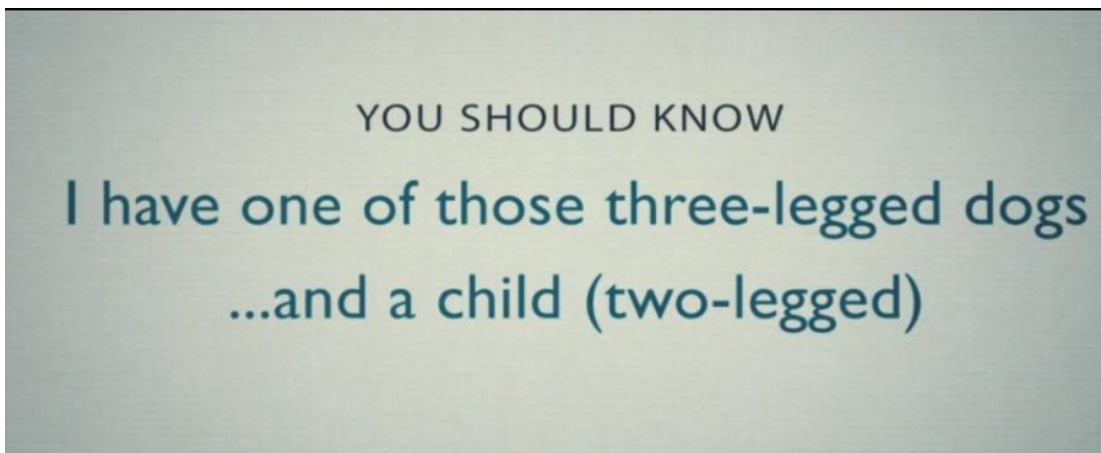 YOU SHOULD KNOW
I have one of those three-legged dogs
...and a child (two-legged)